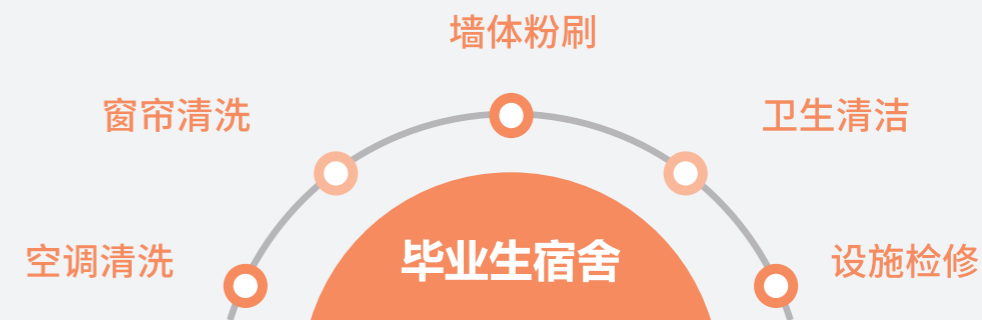 墙体粉刷
窗帘清洗
卫生清洁
空调清洗
毕业生宿舍
设施检修